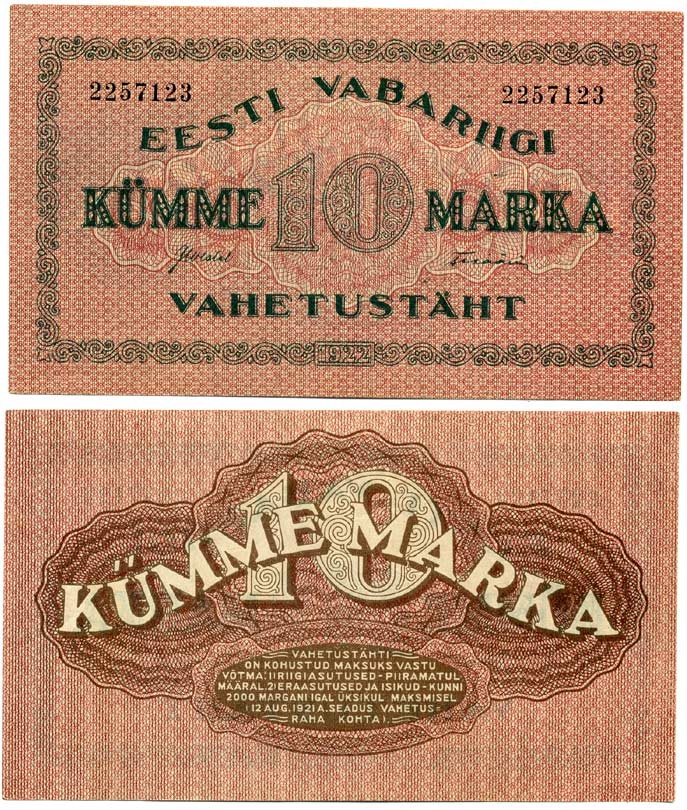 2257123 2257123
EESTI VABARIIGI
KÜMME 10 MARKA
VAHETUSTÄHT
1922
10
KÜMME MARKA
VAHETUSTÄHTI
ON KOHUSTUD MAKSUKS VASTU
VÕTMA: 1) RIIGIASUTUSED - PIIRAMATUL
MÄÄRAL. 2) ERAASUTUSED JA ISIKUD - KUNNI
2000 MARGANI IGAL ÜKSIKUL MAKSMISEL
(12 AUG. 1921 A. SEADUS VAHETUS=
RAHA KOHTA).